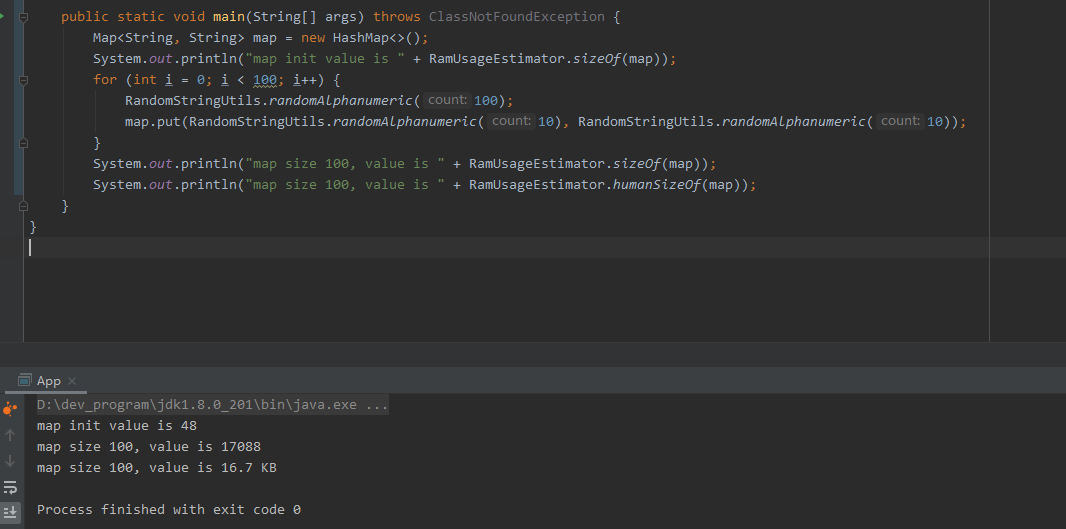 public static void main(String[] args) throws ClassNotFoundException {
Map<String, String> map = new HashMap<>();
System.out.println("map init value is " + RamUsageEstimator.sizeOf(map));
for (int i = 0; i < 100; i++) {
RandomStringUtils.randomAlphanumeric( count: 100);
map.put(RandomStringUtils.randomAlphanumeric( count: 10), RandomStringUtils.randomAlphanumeric( count: 10));
}
System.out.println("map size 100, value is " + RamUsageEstimator.sizeOf(map));
System.out.println("map size 100, value is " + RamUsageEstimator.humanSizeOf(map));
}
}
App ×
D:\dev_program\jdk1.8.0_201\bin\java.exe ...
map init value is 48
map size 100, value is 17088
map size 100, value is 16.7 KB
Process finished with exit code 0